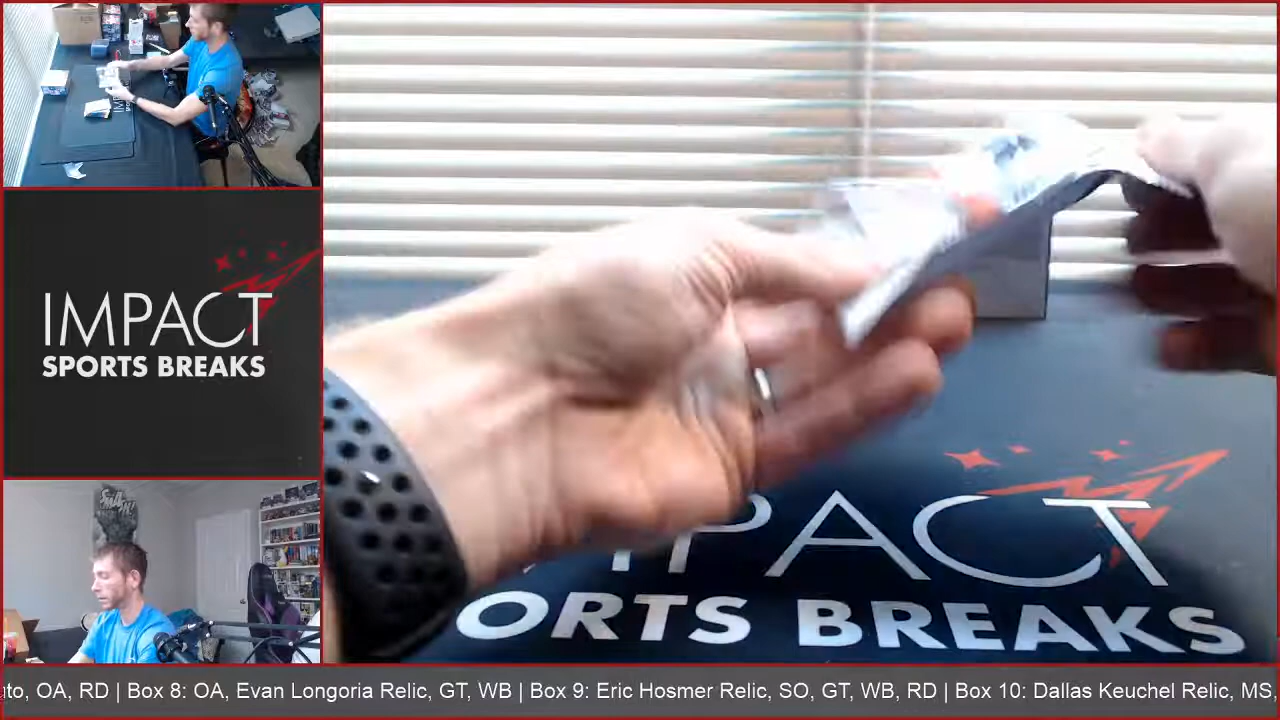 IMPACT
SPORTS BREAKS
SMASH!
PACT
ORTS BREAKS
to, OA, RD | Box 8: OA, Evan Longoria Relic, GT, WB | Box 9: Eric Hosmer Relic, SO, GT, WB, RD | Box 10: Dallas Keuchel Relic, MS,